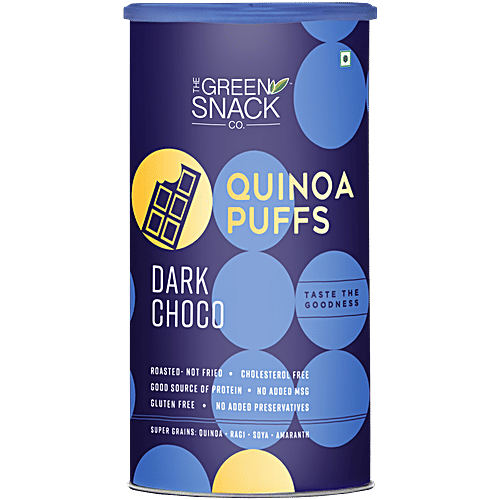 THE GREEN
SNACK
CO.
QUINOA
PUFFS
DARK
CHOCO
TASTE THE
GOODNESS
ROASTED- NOT FRIED • CHOLESTEROL FREE
GOOD SOURCE OF PROTEIN • NO ADDED MSG
GLUTEN FREE • NO ADDED PRESERVATIVES
SUPER GRAINS: QUINOA • RAGI • SOYA • AMARANTH